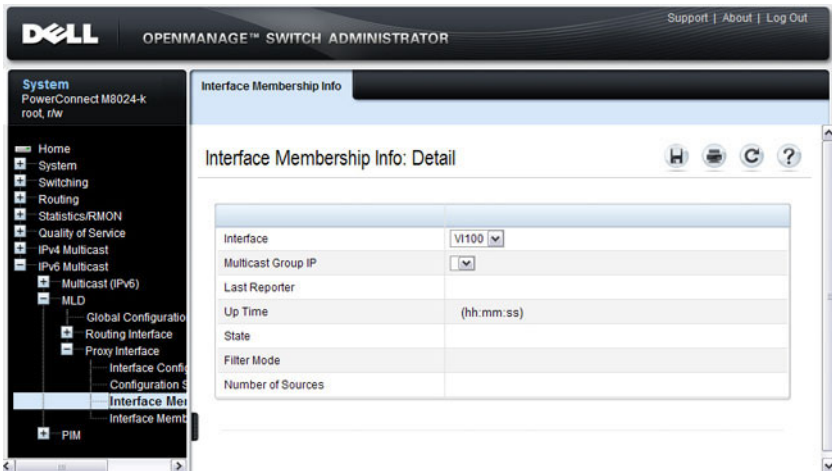 Support | About | Log Out
DELL
OPENMANAGE™ SWITCH ADMINISTRATOR
System
PowerConnect M8024-k
root, r/w
Home
System
Switching
Routing
Statistics/RMON
Quality of Service
IPv4 Multicast
IPv6 Multicast
Multicast (IPv6)
MLD
Global Configuratio
Routing Interface
Proxy Interface
Interface Config
Configuration S
Interface Mem
Interface Memb
PIM
Interface Membership Info
Interface Membership Info: Detail
Interface VI100
Multicast Group IP
Last Reporter
Up Time (hh:mm:ss)
State
Filter Mode
Number of Sources